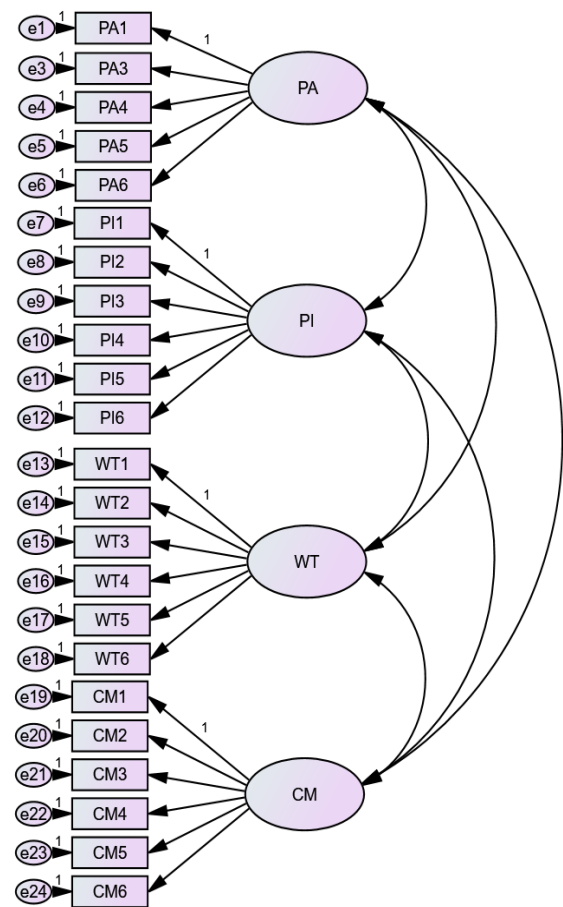 e1 1 PA1
1
e3 1 PA3
PA
e4 1 PA4
e5 1 PA5
e6 1 PA6
e7 1 PI1
1
e8 1 PI2
e9 1 PI3
PI
e10 1 PI4
e11 1 PI5
e12 1 PI6
e13 1 WT1
1
e14 1 WT2
e15 1 WT3
WT
e16 1 WT4
e17 1 WT5
e18 1 WT6
e19 1 CM1
1
e20 1 CM2
e21 1 CM3
CM
e22 1 CM4
e23 1 CM5
e24 1 CM6